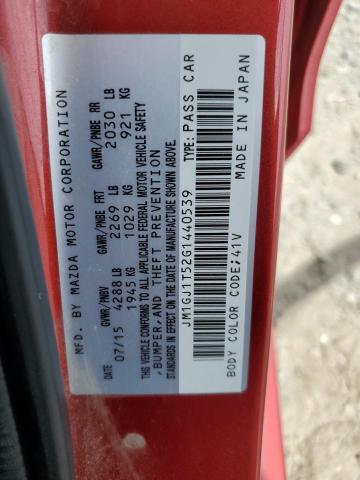 MFD. BY MAZDA MOTOR CORPORATION
GVWR/PNBV GAWR/PNBE FRT GAWR/PNBE RR
DATE 07/15 4288 LB 2269 LB 2030 LB
1945 KG 1029 KG 921 KG
THIS VEHICLE CONFORMS TO ALL APPLICABLE FEDERAL MOTOR VEHICLE SAFETY
, BUMPER, AND THEFT PREVENTION
STANDARDS IN EFFECT ON THE DATE OF MANUFACTURE SHOWN ABOVE.
JM1GJ1T52G1440539 TYPE: PASS CAR
BODY COLOR CODE:41V MADE IN JAPAN